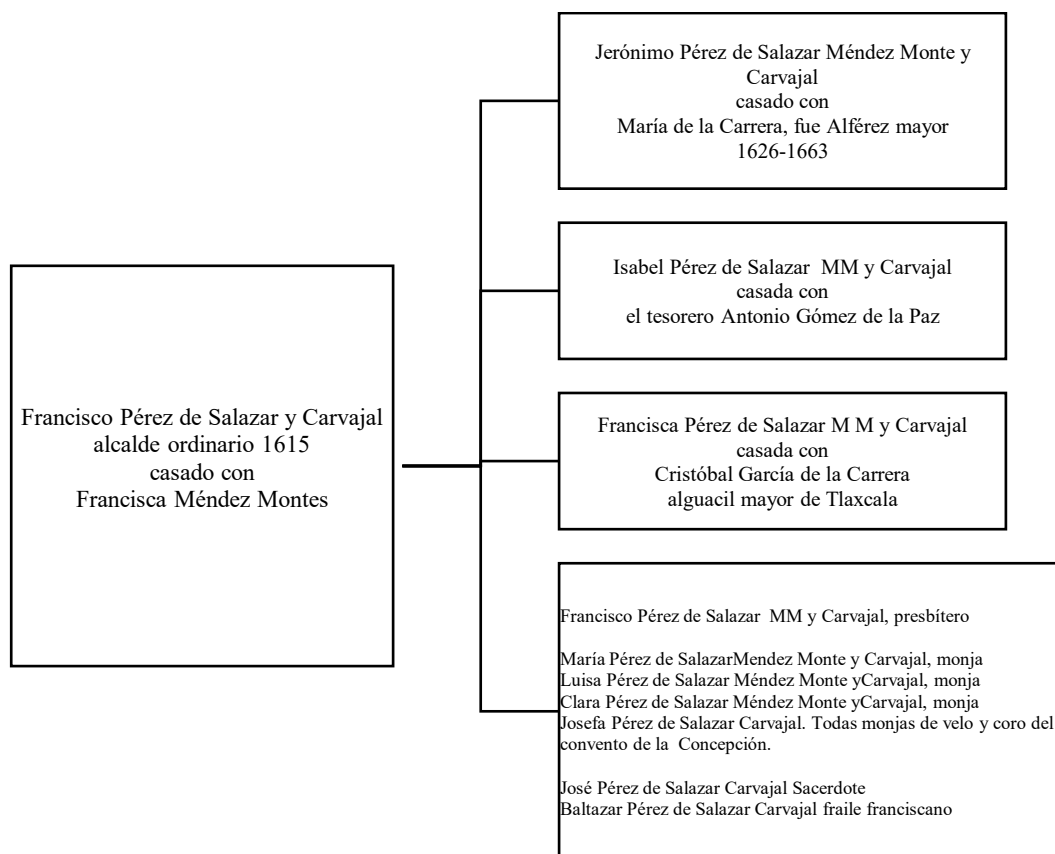 Francisco Pérez de Salazar y Carvajal
alcalde ordinario 1615
casado con
Francisca Méndez Montes
Jerónimo Pérez de Salazar Méndez Monte y
Carvajal
casado con
María de la Carrera, fue Alférez mayor
1626-1663
Isabel Pérez de Salazar MM y Carvajal
casada con
el tesorero Antonio Gómez de la Paz
Francisca Pérez de Salazar M M y Carvajal
casada con
Cristóbal García de la Carrera
alguacil mayor de Tlaxcala
Francisco Pérez de Salazar MM y Carvajal, presbítero
María Pérez de SalazarMendez Monte y Carvajal, monja
Luisa Pérez de Salazar Méndez Monte yCarvajal, monja
Clara Pérez de Salazar Méndez Monte yCarvajal, monja
Josefa Pérez de Salazar Carvajal. Todas monjas de velo y coro del
convento de la Concepción.
José Pérez de Salazar Carvajal Sacerdote
Baltazar Pérez de Salazar Carvajal fraile franciscano